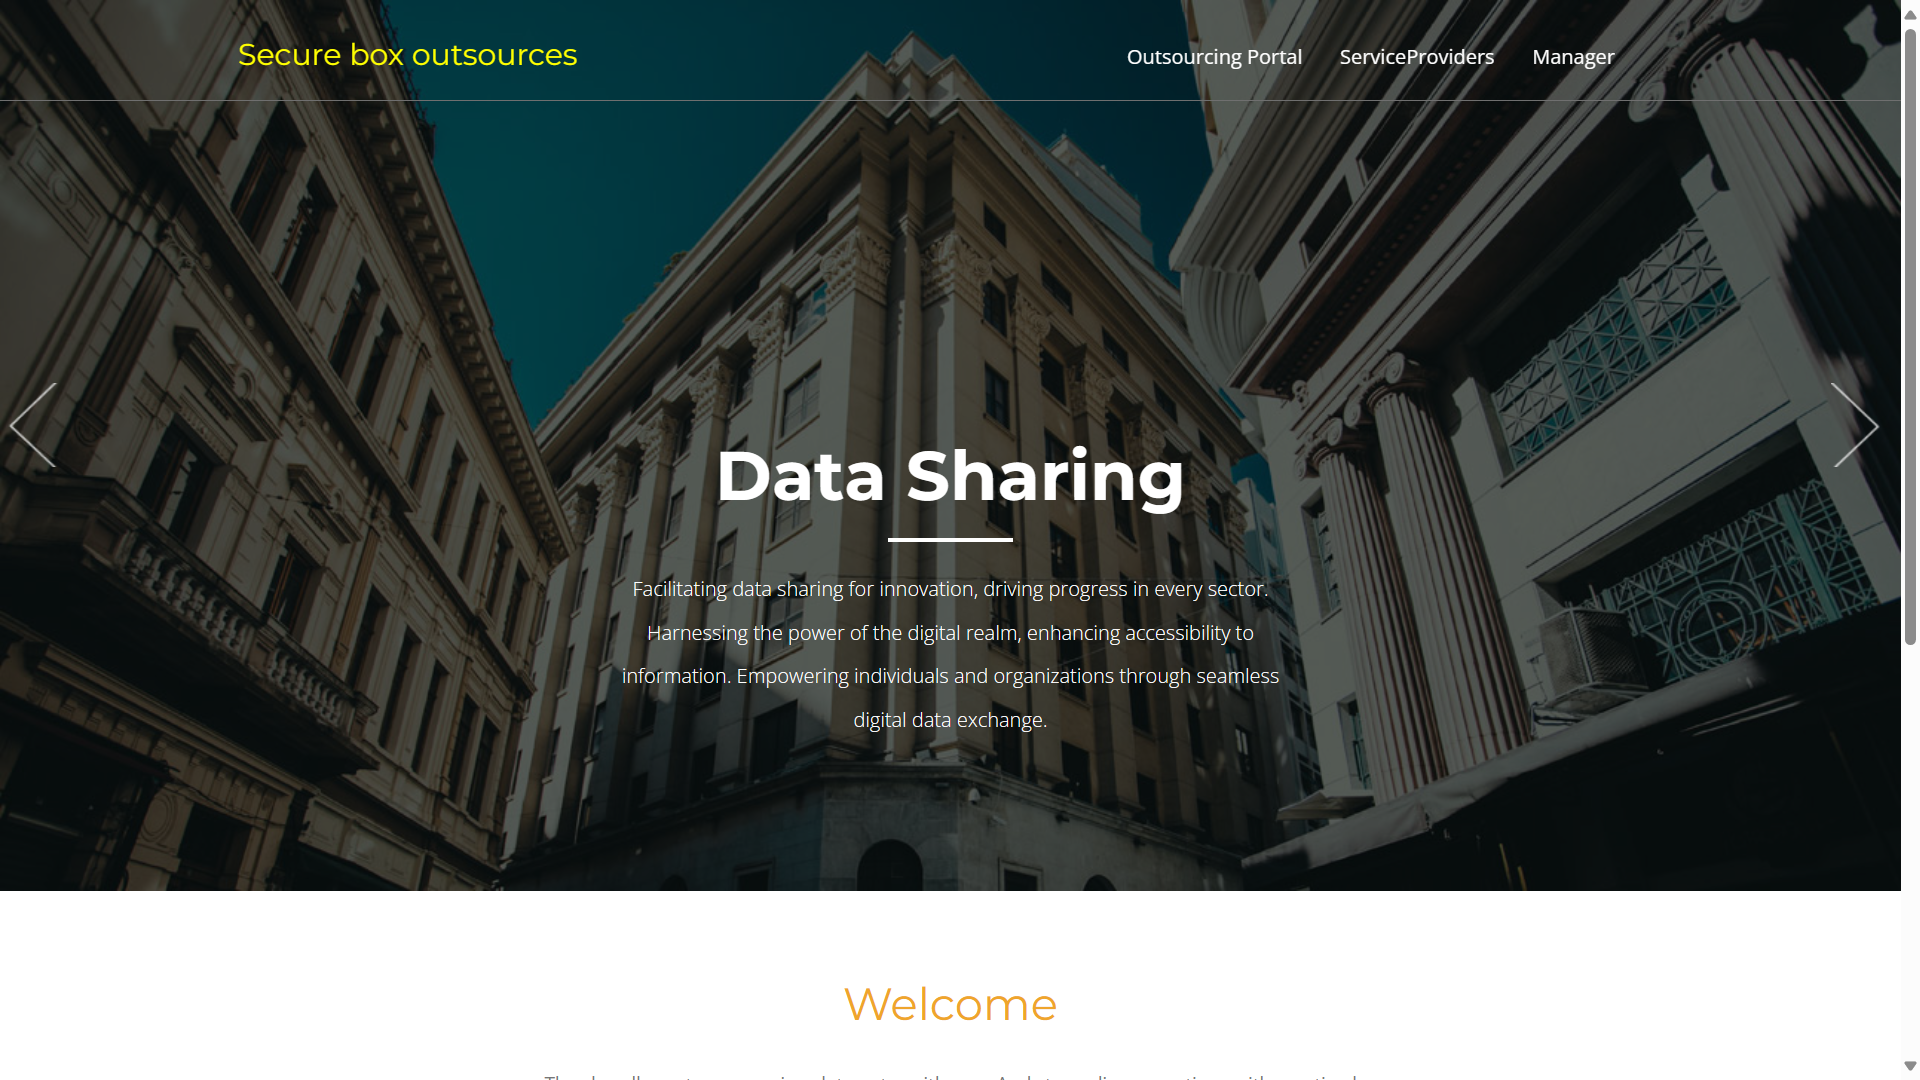 Secure box outsources
Outsourcing Portal ServiceProviders Manager
Data Sharing
Facilitating data sharing for innovation, driving progress in every sector.
Harnessing the power of the digital realm, enhancing accessibility to
information. Empowering individuals and organizations through seamless
digital data exchange.
Welcome